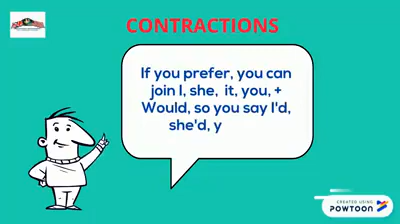 CONTRACTIONS
If you prefer, you can
join I, she, it, you, +
Would, so you say I'd,
she'd, y
CREATED USING
POWTOON